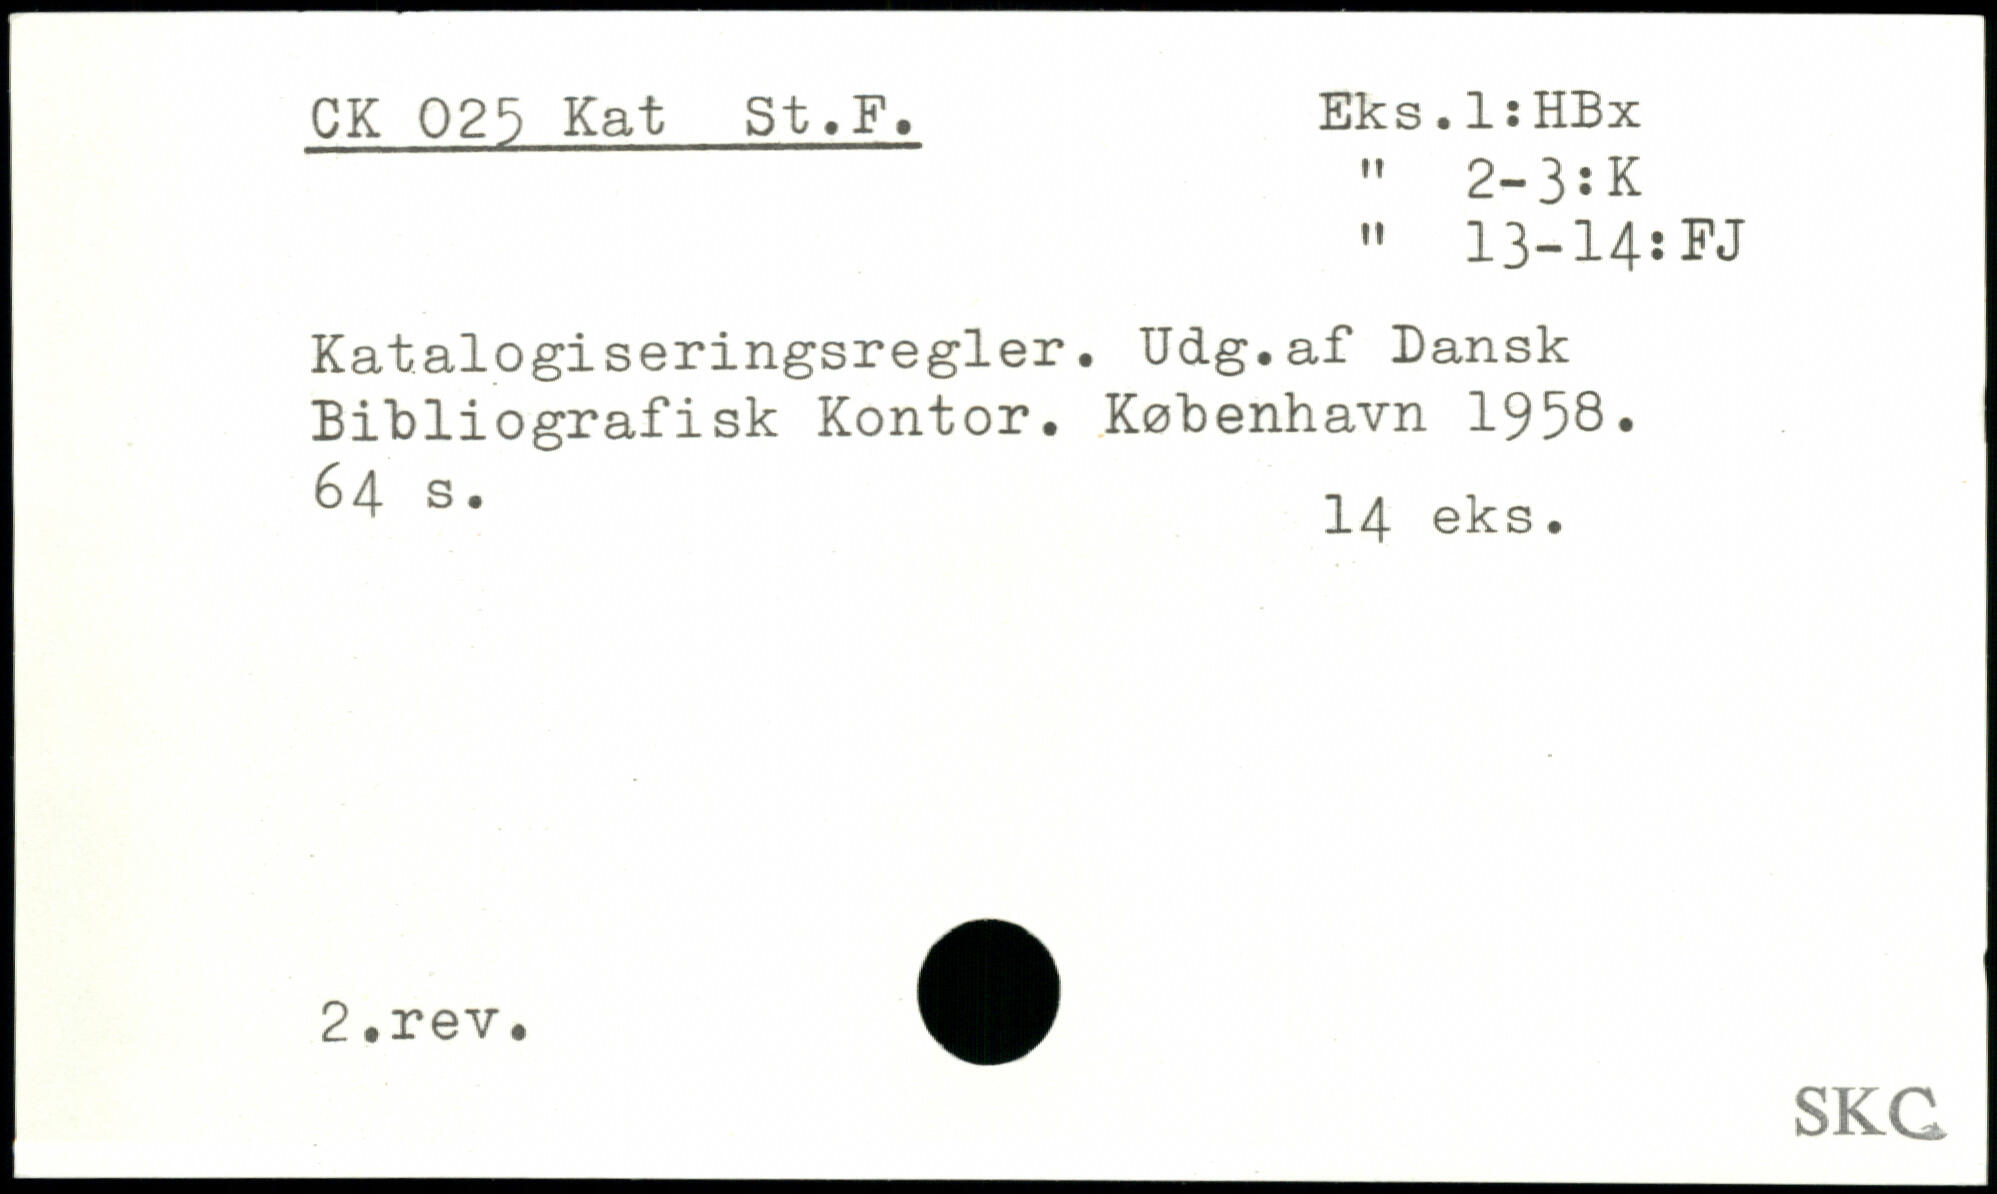 CK 025 Kat St.F.
Eks.1:HBx
" 2-3:K
" 13-14:FJ
Katalogiseringsregler. Udg.af Dansk
Bibliografisk Kontor. København 1958.
64 s.
14 eks.
2.rev.
SKC